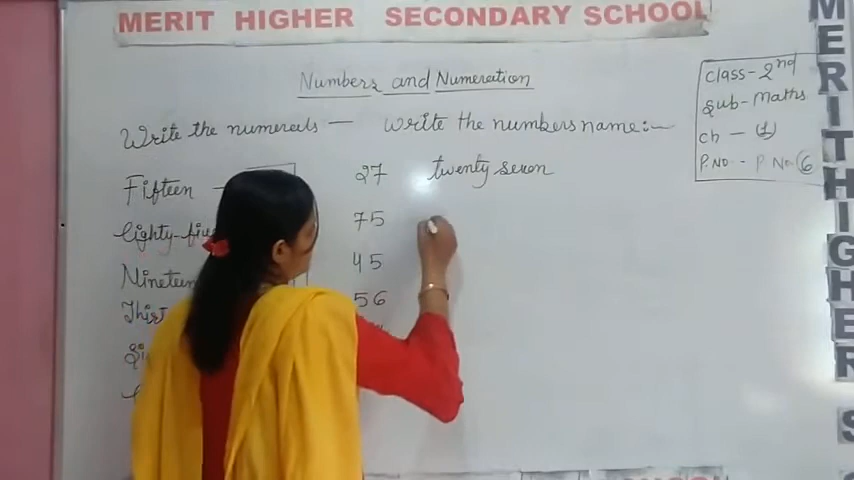 MERIT HIGHER SECONDARY SCHOOL
Numbers and Numeration
Class - 2nd
Sub - Maths
Ch - (1)
P.No - P No (6)
Write the numerals — Write the numbers name:-
Fifteen - 27 twenty seven
Eighty-five 75
Nineteen 45
56
MERIT HIGHER S